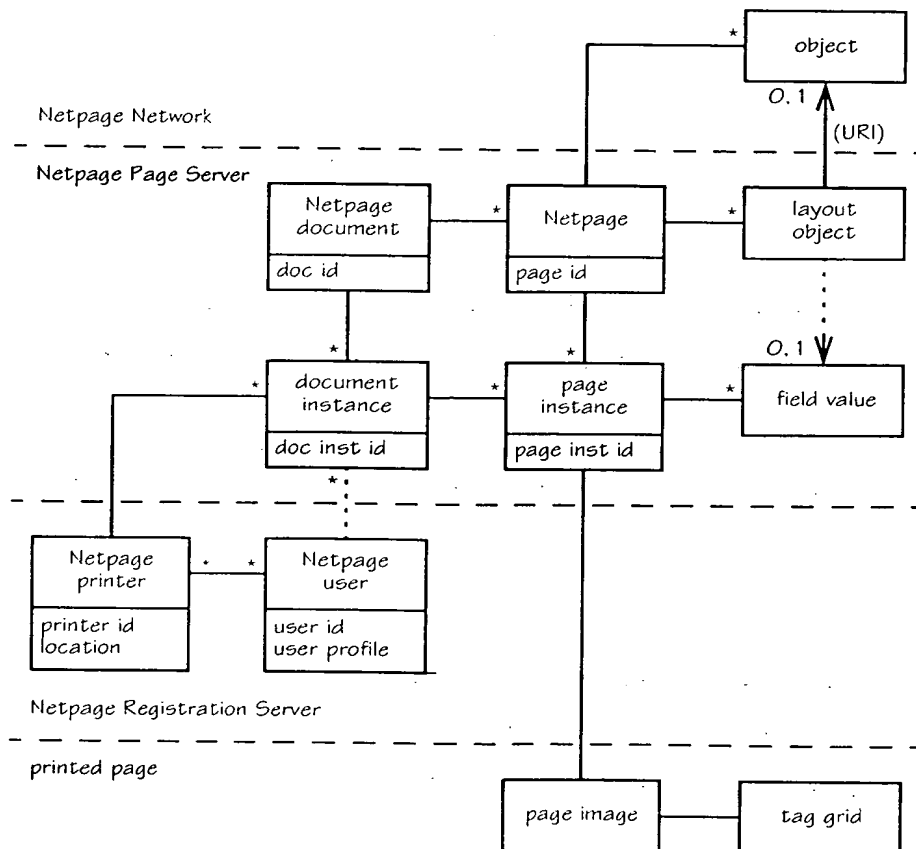 *
object
0.1
(URI)
Netpage Network
Netpage Page Server
Netpage
document
doc id
*
Netpage
page id
*
layout
object
*
*
0.1
*
document
instance
doc inst id
*
page
instance
page inst id
*
field value
*
Netpage
printer
printer id
location
* *
Netpage
user
user id
user profile
Netpage Registration Server
printed page
page image
tag grid